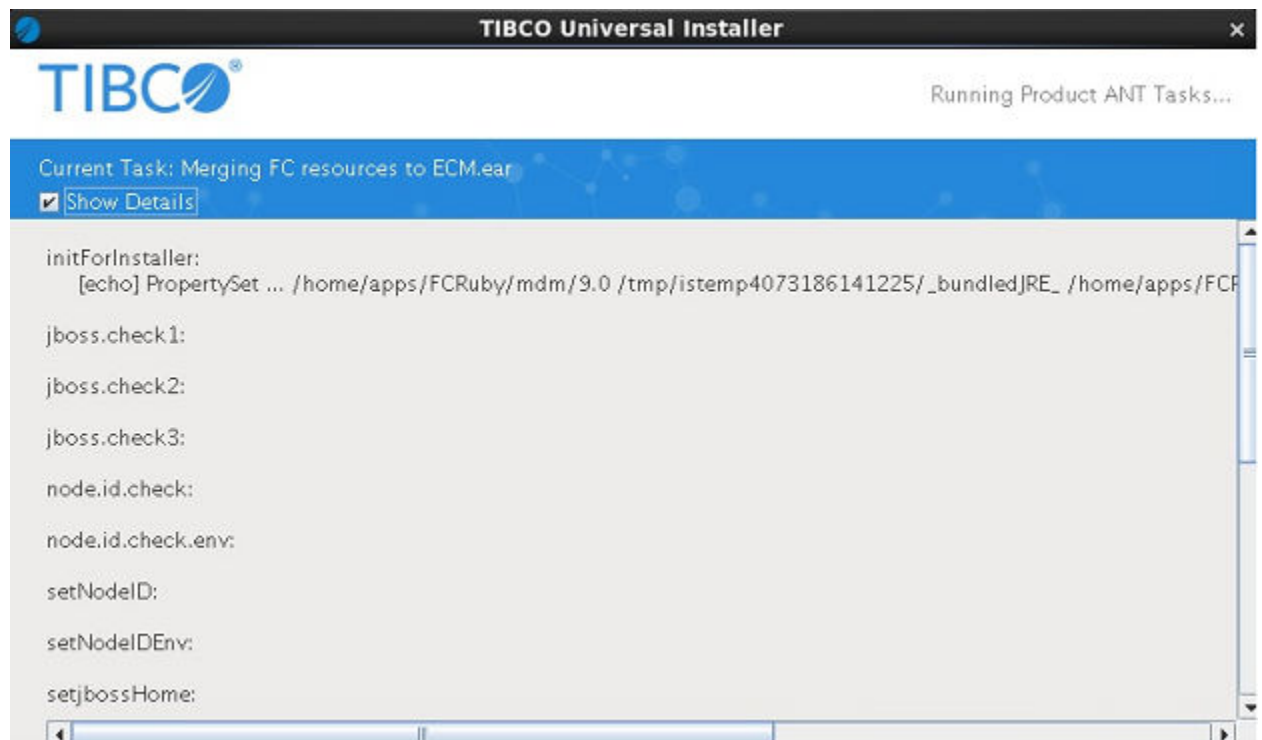 TIBCO Universal Installer
TIBCO®
Running Product ANT Tasks...
Current Task: Merging FC resources to ECM.ear
Show Details
initForInstaller:
[echo] PropertySet ... /home/apps/FCRuby/mdm/9.0 /tmp/istemp4073186141225/_bundledJRE_ /home/apps/FCR
jboss.check1:
jboss.check2:
jboss.check3:
node.id.check:
node.id.check.env:
setNodeID:
setNodeIDEnv:
setjbossHome: